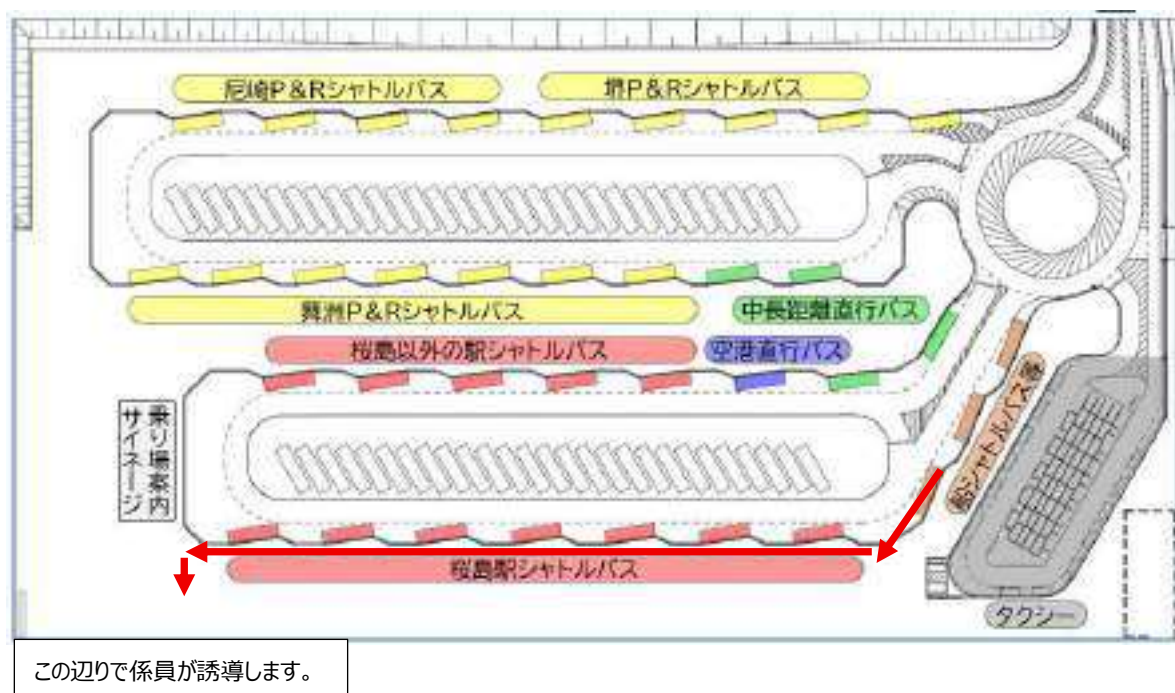 尼崎P&Rシャトルバス
堺P&Rシャトルバス
舞洲P&Rシャトルバス
中長距離直行バス
桜島以外の駅シャトルバス
空港直行バス
乗り場案内
サイネージ
船シャトルバス等
桜島駅シャトルバス
タクシー
この辺りで係員が誘導します。